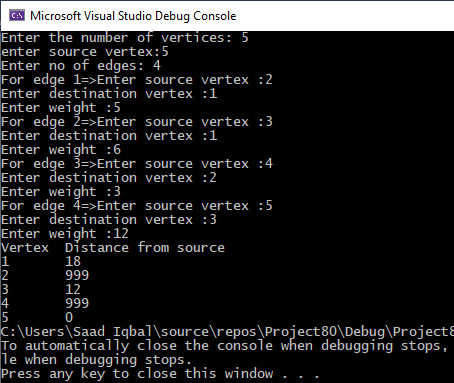 Microsoft Visual Studio Debug Console
Enter the number of vertices: 5
enter source vertex:5
Enter no of edges: 4
For edge 1=>Enter source vertex :2
Enter destination vertex :1
Enter weight :5
For edge 2=>Enter source vertex :3
Enter destination vertex :1
Enter weight :6
For edge 3=>Enter source vertex :4
Enter destination vertex :2
Enter weight :3
For edge 4=>Enter source vertex :5
Enter destination vertex :3
Enter weight :12
Vertex  Distance from source
1       18
2       999
3       12
4       999
5       0
C:\Users\Saad Iqbal\source\repos\Project80\Debug\Project8
To automatically close the console when debugging stops,
le when debugging stops.
Press any key to close this window . . .